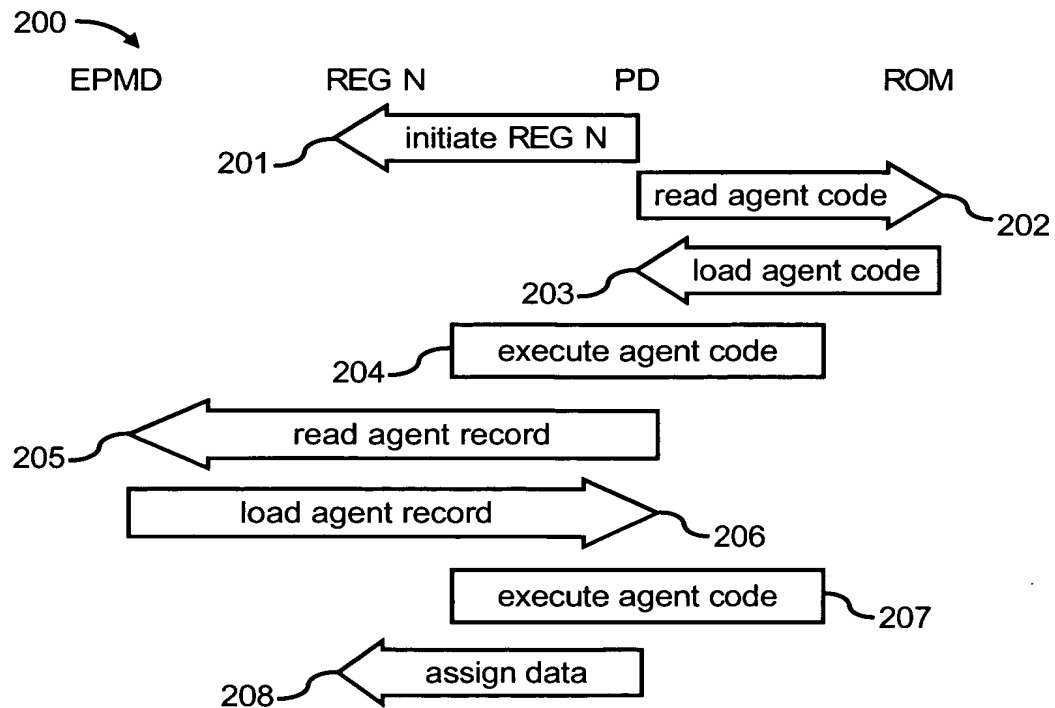 200
EPMD REG N PD ROM
initiate REG N
201
read agent code
202
load agent code
203
execute agent code
204
read agent record
205
load agent record
206
execute agent code
207
assign data
208